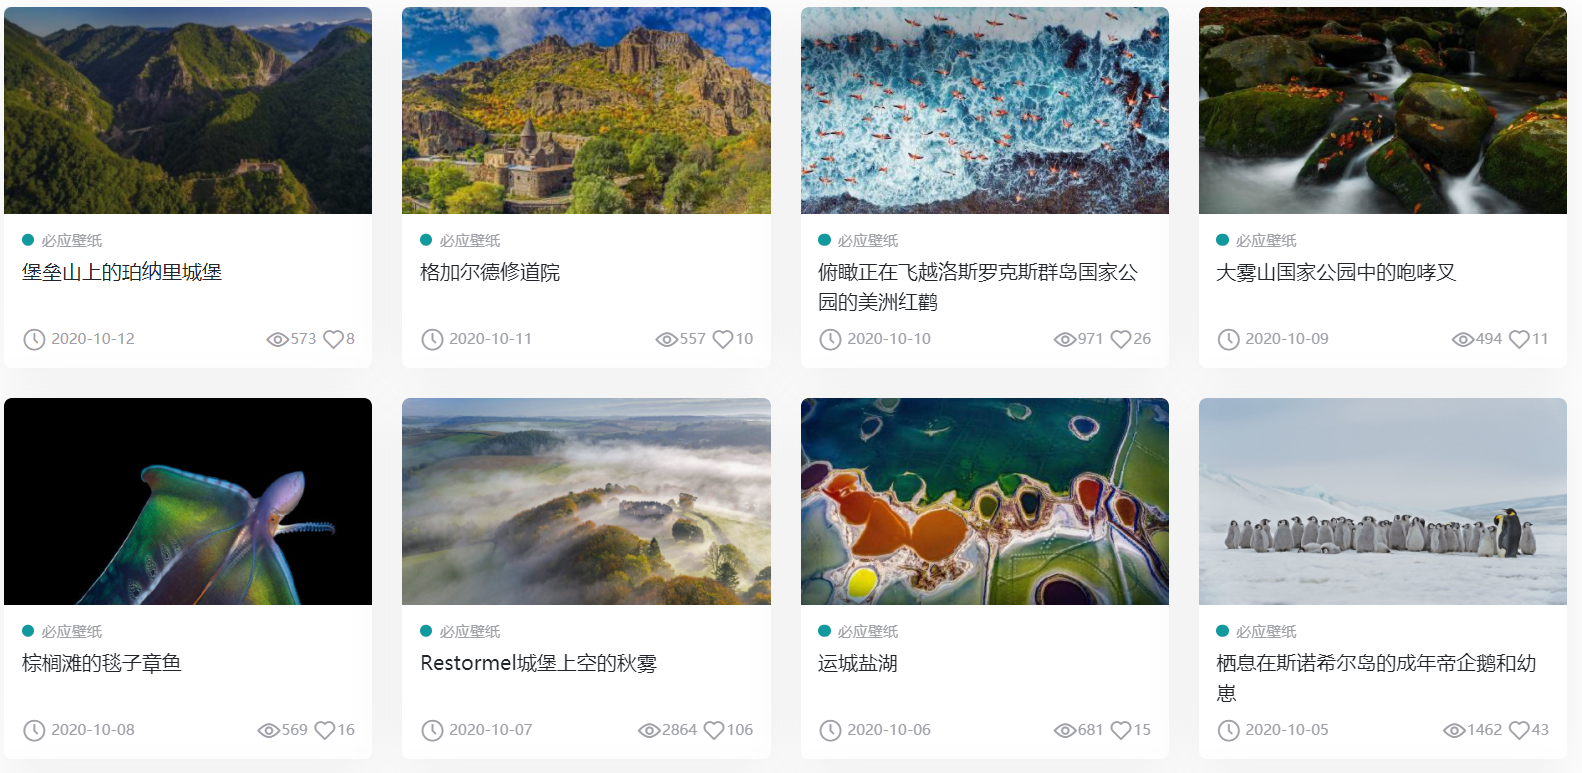 必应壁纸
堡垒山上的珀纳里城堡
2020-10-12 573 8
必应壁纸
格加尔德修道院
2020-10-11 557 10
必应壁纸
俯瞰正在飞越洛斯罗克斯群岛国家公
园的美洲红鹳
2020-10-10 971 26
必应壁纸
大雾山国家公园中的咆哮叉
2020-10-09 494 11
必应壁纸
棕榈滩的毯子章鱼
2020-10-08 569 16
必应壁纸
Restormel城堡上空的秋雾
2020-10-07 2864 106
必应壁纸
运城盐湖
2020-10-06 681 15
必应壁纸
栖息在斯诺希尔岛的成年帝企鹅和幼
崽
2020-10-05 1462 43